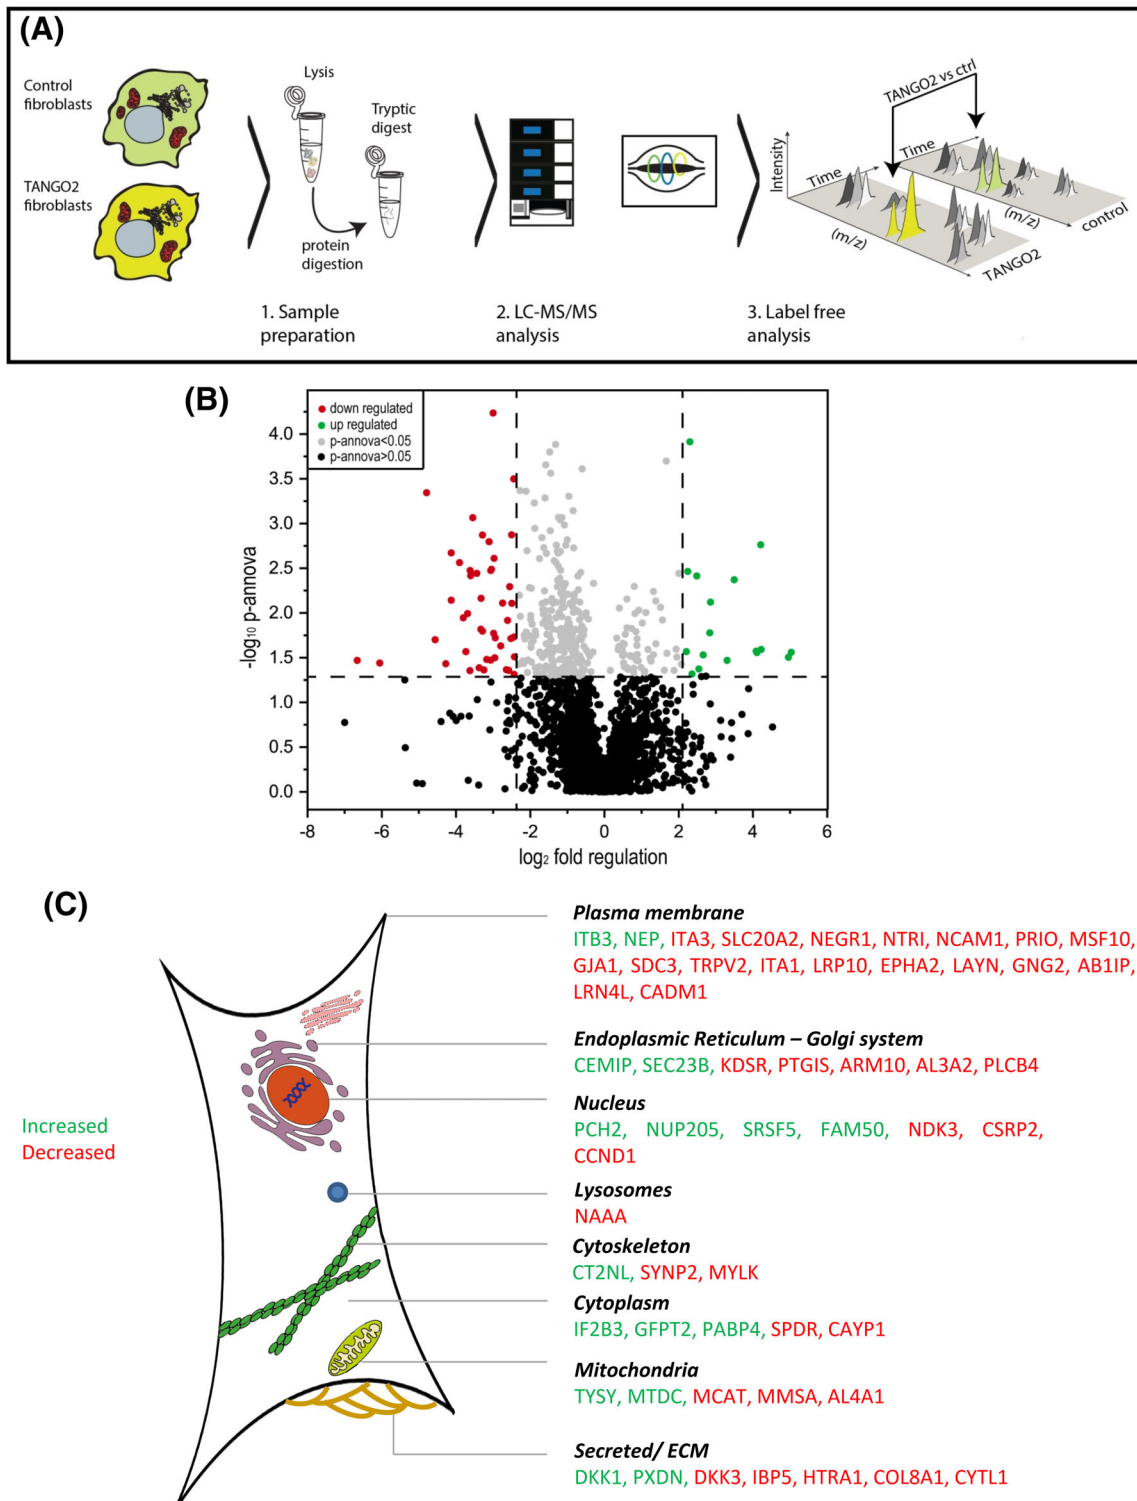 (A)
Control
fibroblasts
TANGO2
fibroblasts
Lysis
Tryptic
digest
protein
digestion
1. Sample
preparation
2. LC-MS/MS
analysis
TANGO2 vs ctrl
Intensity
Time
Time
(m/z)
(m/z)
control
TANGO2
3. Label free
analysis
(B)
down regulated
up regulated
p-annova<0.05
p-annova>0.05
-log10 p-annova
4.0
3.5
3.0
2.5
2.0
1.5
1.0
0.5
0.0
-8 -6 -4 -2 0 2 4 6
log2 fold regulation
(C)
Increased
Decreased
Plasma membrane
ITB3, NEP, ITA3, SLC20A2, NEGR1, NTRI, NCAM1, PRIO, MSF10,
GJA1, SDC3, TRPV2, ITA1, LRP10, EPHA2, LAYN, GNG2, AB1IP,
LRN4L, CADM1
Endoplasmic Reticulum – Golgi system
CEMIP, SEC23B, KDSR, PTGIS, ARM10, AL3A2, PLCB4
Nucleus
PCH2, NUP205, SRSF5, FAM50, NDK3, CSRP2,
CCND1
Lysosomes
NAAA
Cytoskeleton
CT2NL, SYNP2, MYLK
Cytoplasm
IF2B3, GFPT2, PABP4, SPDR, CAYP1
Mitochondria
TYSY, MTDC, MCAT, MMSA, AL4A1
Secreted/ ECM
DKK1, PXDN, DKK3, IBP5, HTRA1, COL8A1, CYTL1